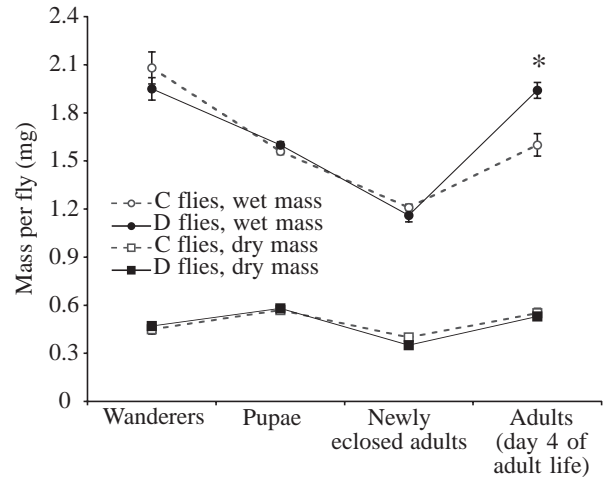 2.4
2.1
1.8
1.5
1.2
0.9
0.6
0.3
0
Mass per fly (mg)
*
C flies, wet mass
D flies, wet mass
C flies, dry mass
D flies, dry mass
Wanderers
Pupae
Newly
eclosed adults
Adults
(day 4 of
adult life)